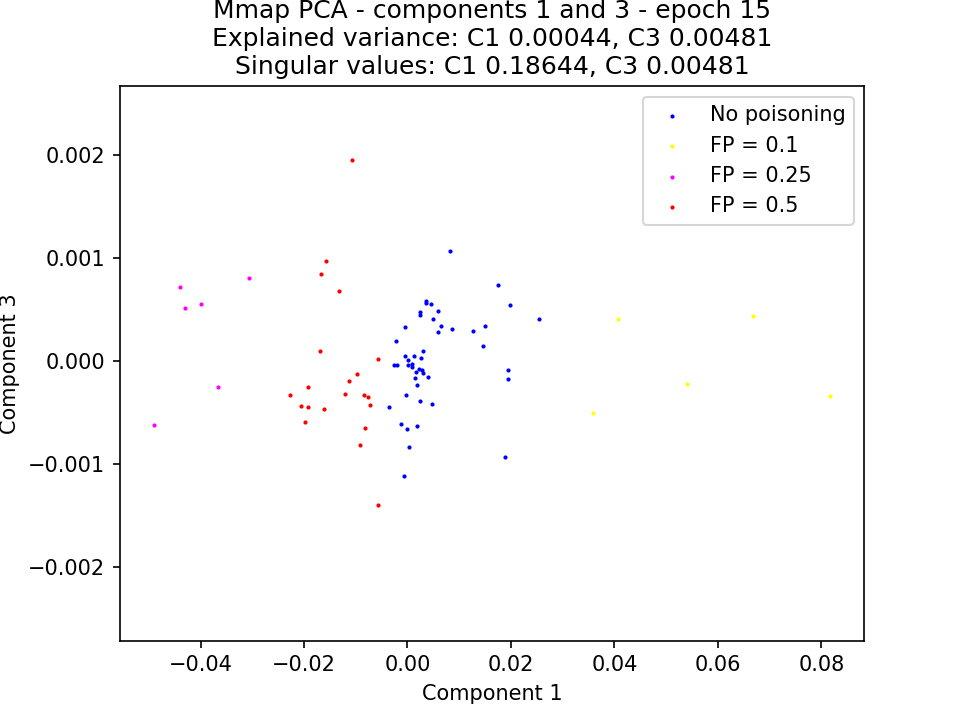 Mmap PCA - components 1 and 3 - epoch 15
Explained variance: C1 0.00044, C3 0.00481
Singular values: C1 0.18644, C3 0.00481
No poisoning
FP = 0.1
FP = 0.25
FP = 0.5
Component 3
0.002
0.001
0.000
−0.001
−0.002
−0.04
−0.02
0.00
0.02
0.04
0.06
0.08
Component 1